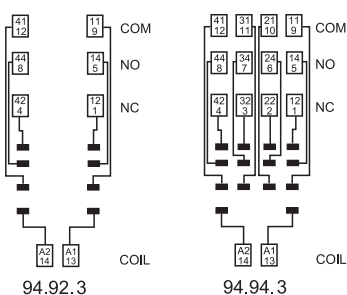 41 11 COM
12 9
44 14 NO
8 5
42 12 NC
4 1
A2 A1 COIL
14 13
94.92.3
41 31 21 11 COM
12 11 10 9
44 34 24 14 NO
8 7 6 5
42 32 22 12 NC
4 3 2 1
A2 A1 COIL
14 13
94.94.3